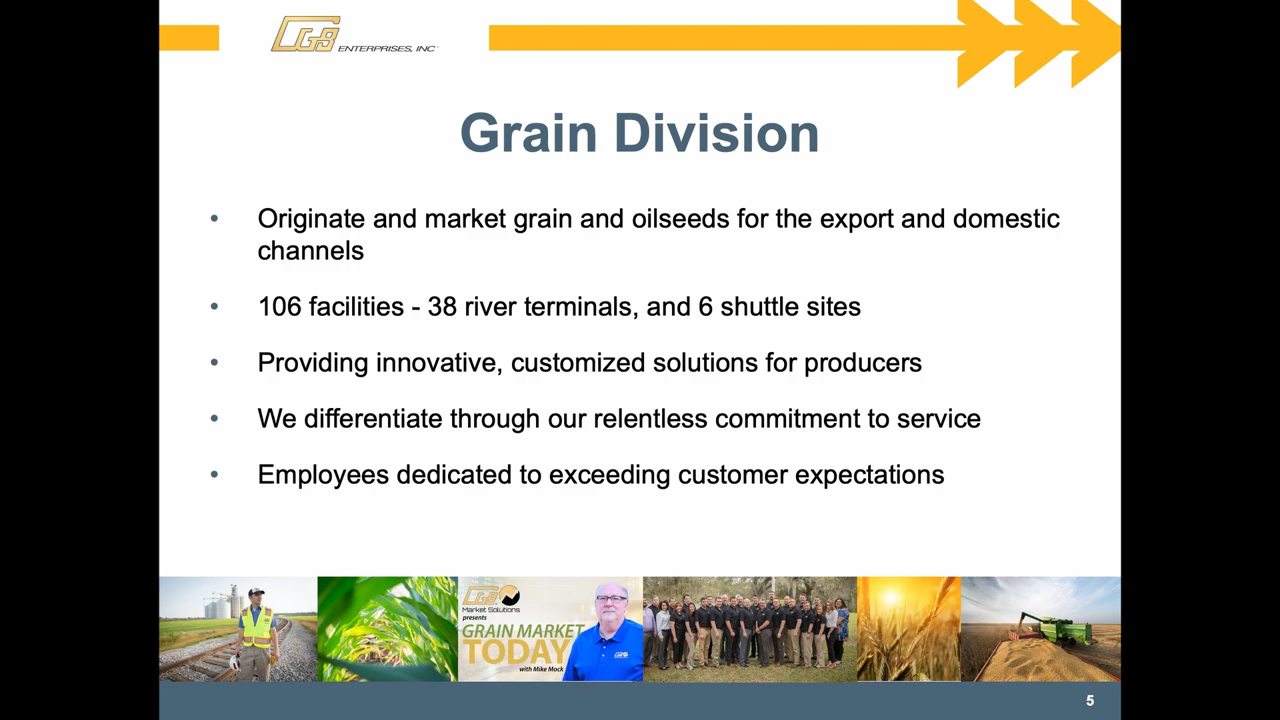 CGB ENTERPRISES, INC
Grain Division
• Originate and market grain and oilseeds for the export and domestic
channels
• 106 facilities - 38 river terminals, and 6 shuttle sites
• Providing innovative, customized solutions for producers
• We differentiate through our relentless commitment to service
• Employees dedicated to exceeding customer expectations
CGB
Market Solutions
presents
GRAIN MARKET
TODAY
with Mike Mock
CGB
5